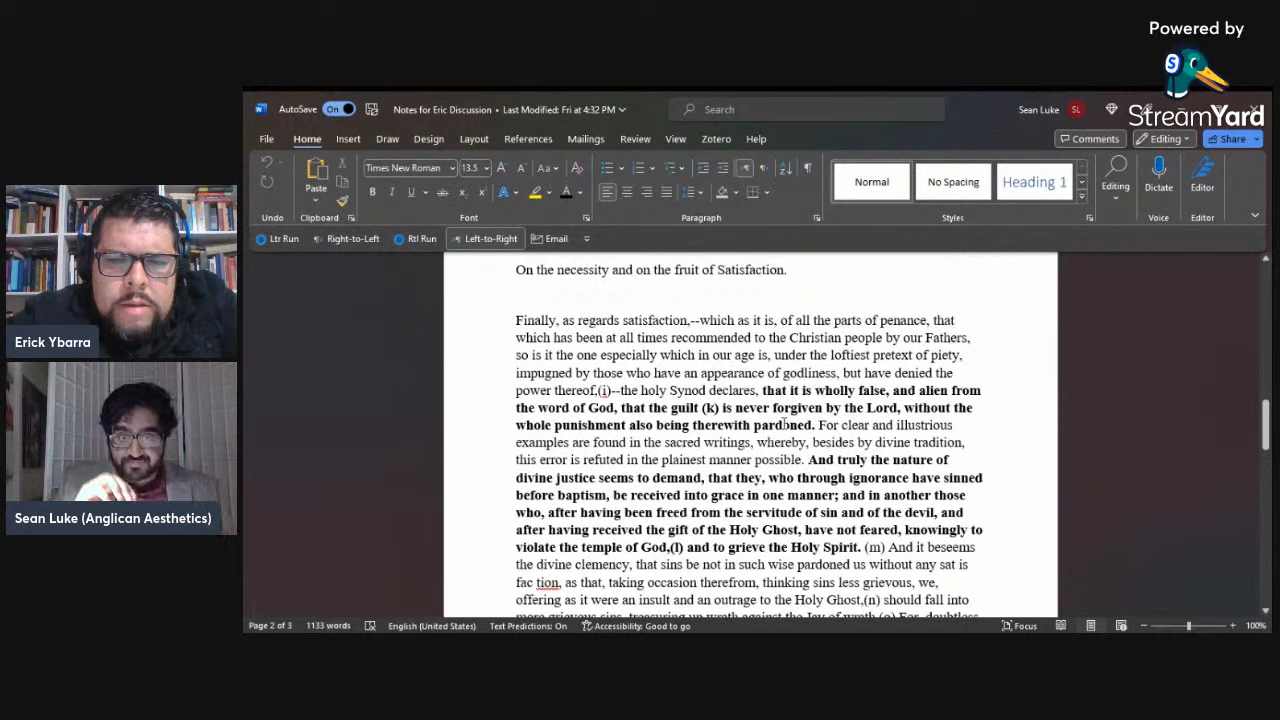 Powered by
StreamYard
AutoSave On Notes for Eric Discussion • Last Modified: Fri at 4:32 PM Search Sean Luke SL
File Home Insert Draw Design Layout References Mailings Review View Zotero Help Comments Editing Share
Times New Roman 13.5
Paste B I U Normal No Spacing Heading 1 Editing Dictate Editor
Undo Clipboard Font Paragraph Styles Voice Editor
Ltr Run Right-to-Left Rtl Run Left-to-Right Email
On the necessity and on the fruit of Satisfaction.
Finally, as regards satisfaction,--which as it is, of all the parts of penance, that
which has been at all times recommended to the Christian people by our Fathers,
so is it the one especially which in our age is, under the loftiest pretext of piety,
impugned by those who have an appearance of godliness, but have denied the
power thereof,(i)--the holy Synod declares, that it is wholly false, and alien from
the word of God, that the guilt (k) is never forgiven by the Lord, without the
whole punishment also being therewith pardoned. For clear and illustrious
examples are found in the sacred writings, whereby, besides by divine tradition,
this error is refuted in the plainest manner possible. And truly the nature of
divine justice seems to demand, that they, who through ignorance have sinned
before baptism, be received into grace in one manner; and in another those
who, after having been freed from the servitude of sin and of the devil, and
after having received the gift of the Holy Ghost, have not feared, knowingly to
violate the temple of God,(l) and to grieve the Holy Spirit. (m) And it beseems
the divine clemency, that sins be not in such wise pardoned us without any sat is
fac tion, as that, taking occasion therefrom, thinking sins less grievous, we,
offering as it were an insult and an outrage to the Holy Ghost,(n) should fall into
more grievous sins, treasuring up wrath against the Jay of wrath (o) For, doubtless
Page 2 of 3 1133 words English (United States) Text Predictions: On Accessibility: Good to go Focus 100%
Erick Ybarra
Sean Luke (Anglican Aesthetics)